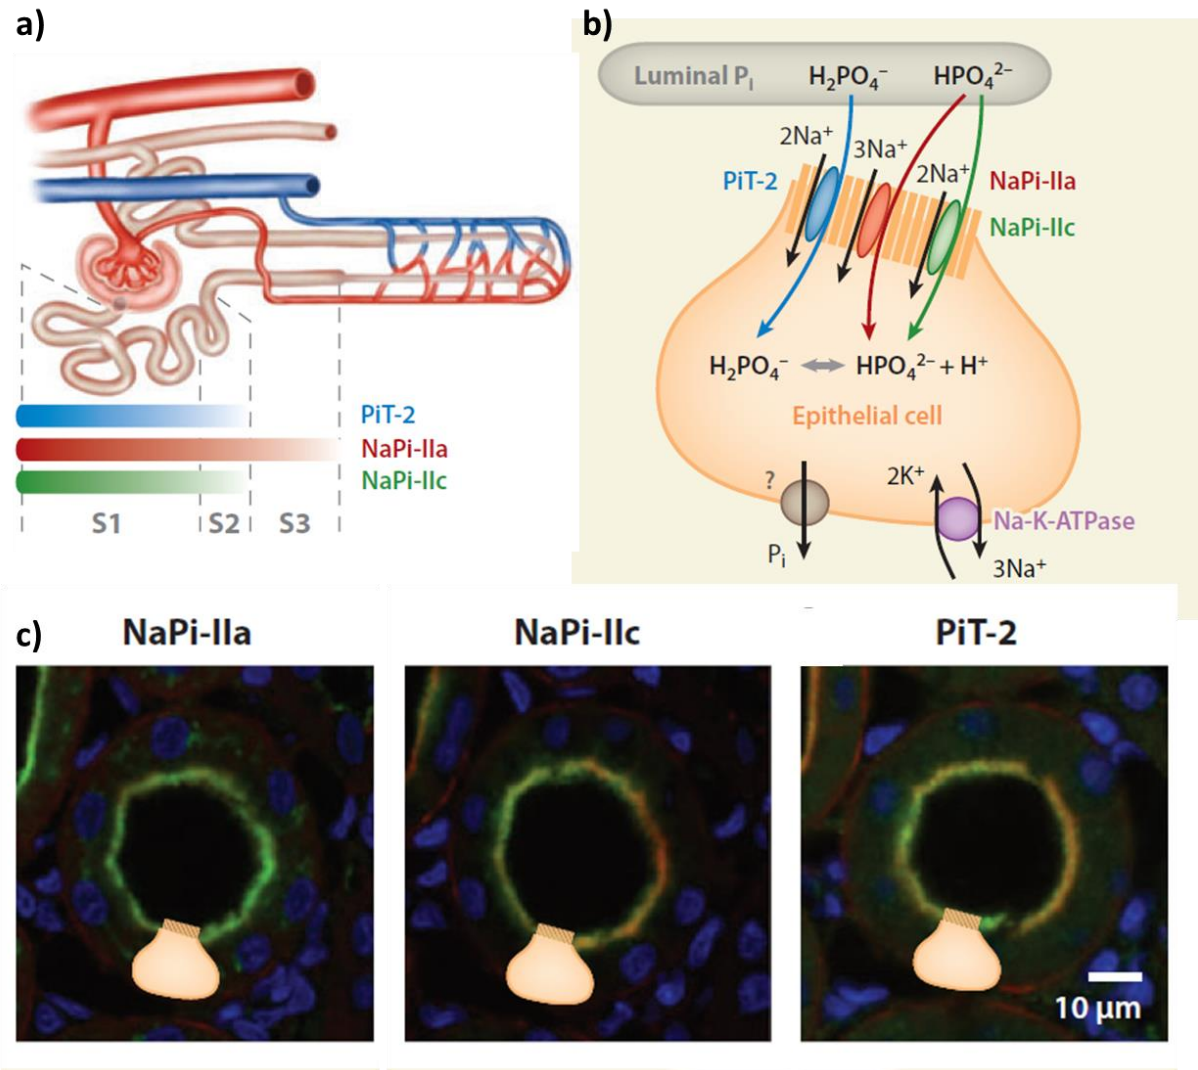 a)
PiT-2
NaPi-IIa
NaPi-IIc
S1 S2 S3
b)
Luminal PI H2PO4– HPO42–
2Na+
3Na+
2Na+
PiT-2
NaPi-IIa
NaPi-IIc
H2PO4– HPO42– + H+
Epithelial cell
?
2K+
Na-K-ATPase
Pi
3Na+
c)
NaPi-IIa
NaPi-IIc
PiT-2
10 μm